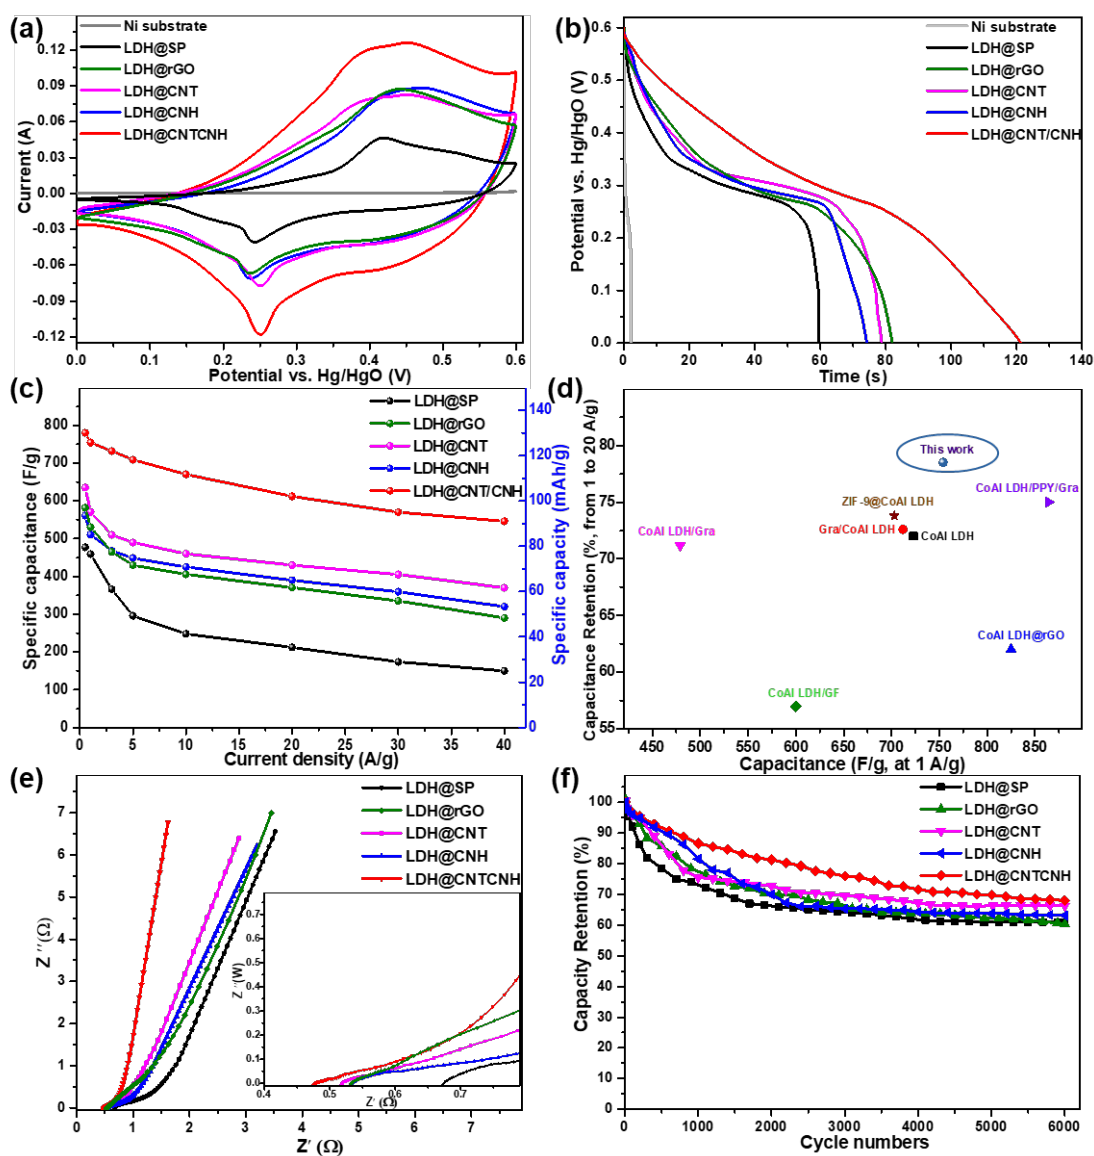 (a)
Ni substrate
LDH@SP
LDH@rGO
LDH@CNT
LDH@CNH
LDH@CNTCNH
Current (A)
0.12
0.09
0.06
0.03
0.00
-0.03
-0.06
-0.09
-0.12
0.0 0.1 0.2 0.3 0.4 0.5 0.6
Potential vs. Hg/HgO (V)
(b)
Ni substrate
LDH@SP
LDH@rGO
LDH@CNT
LDH@CNH
LDH@CNT/CNH
Potential vs. Hg/HgO (V)
0.6
0.5
0.4
0.3
0.2
0.1
0.0
0 20 40 60 80 100 120 140
Time (s)
(c)
LDH@SP
LDH@rGO
LDH@CNT
LDH@CNH
LDH@CNT/CNH
Specific capacitance (F/g)
800
700
600
500
400
300
200
100
0
Specific capacity (mAh/g)
140
120
100
80
60
40
20
0
0 5 10 15 20 25 30 35 40
Current density (A/g)
(d)
Capacitance Retention (%, from 1 to 20 A/g)
85
80
75
70
65
60
55
This work
CoAl LDH/PPY/Gra
ZIF-9@CoAl LDH
Gra/CoAl LDH
CoAl LDH
CoAl LDH/Gra
CoAl LDH@rGO
CoAl LDH/GF
450 500 550 600 650 700 750 800 850
Capacitance (F/g, at 1 A/g)
(e)
LDH@SP
LDH@rGO
LDH@CNT
LDH@CNH
LDH@CNTCNH
Z ''(Ω)
7
6
5
4
3
2
1
0
Z ''(W)
0.4
0.3
0.2
0.1
0.0
0.4 0.5 0.6 0.7
Z' (Ω)
0 1 2 3 4 5 6 7
Z' (Ω)
(f)
LDH@SP
LDH@rGO
LDH@CNT
LDH@CNH
LDH@CNTCNH
Capacity Retention (%)
100
90
80
70
60
50
40
30
20
10
0
0 1000 2000 3000 4000 5000 6000
Cycle numbers